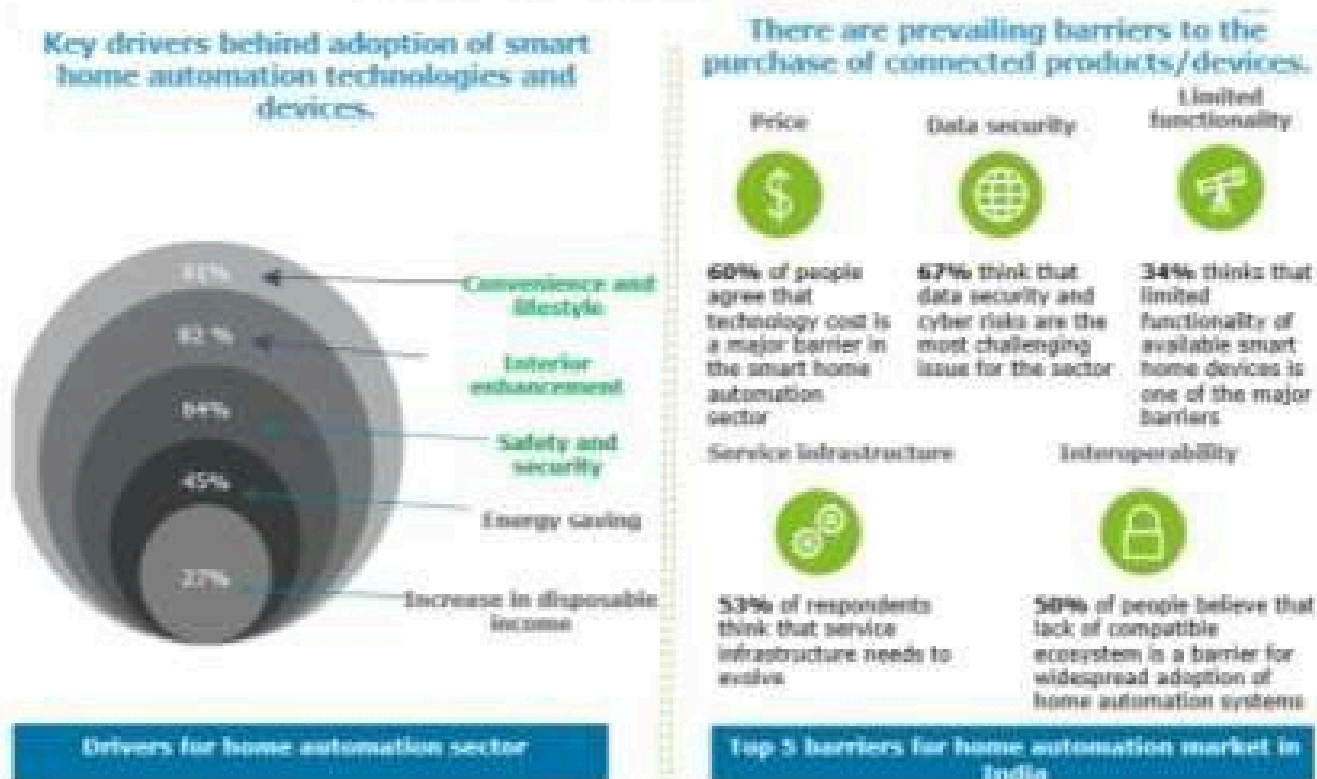 Key drivers behind adoption of smart
home automation technologies and
devices.
82 %
45%
Convenience and
lifestyle
Interior
enhancement
Safety and
security
Energy saving
Increase in disposable
income
Drivers for home automation sector
There are prevailing barriers to the
purchase of connected products/devices.
Price
Data security
Limited
functionality
60% of people
agree that
technology cost is
a major barrier in
the smart home
automation
sector
67% think that
data security and
cyber risks are the
most challenging
issue for the sector
34% thinks that
limited
functionality of
available smart
home devices is
one of the major
barriers
Service infrastructure
Interoperability
53% of respondents
think that service
infrastructure needs to
evolve
50% of people believe that
lack of compatible
ecosystem is a barrier for
widespread adoption of
home automation systems
Top 5 barriers for home automation market in
India